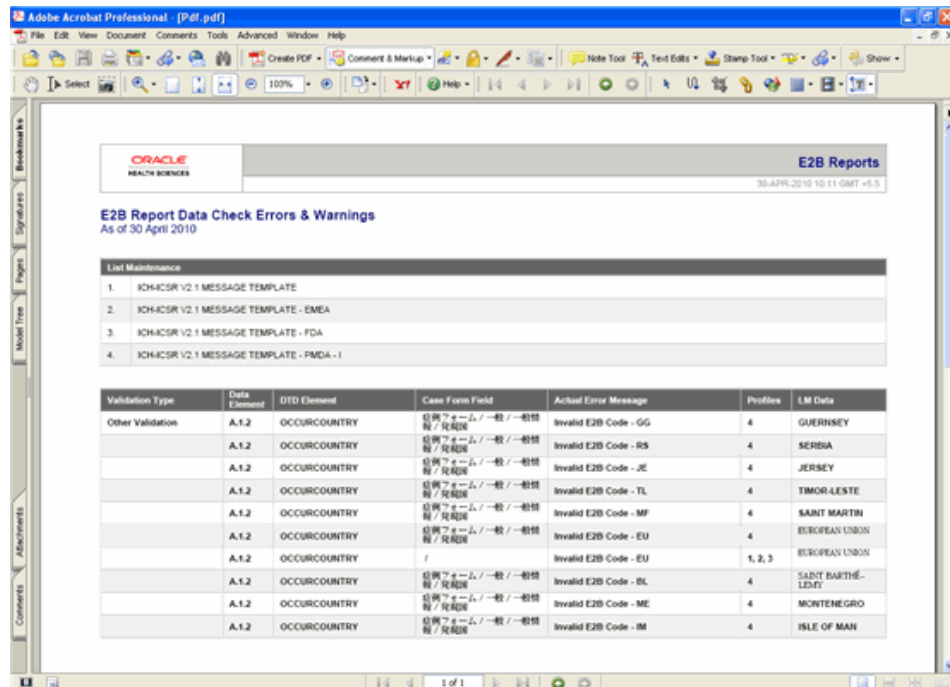 Adobe Acrobat Professional - [Pdf.pdf]
File Edit View Document Comments Tools Advanced Window Help
Create PDF Comment & Markup Note Tool Text Edits Stamp Tool Show
Select 103% Help
Bookmarks
Signatures
Pages
Model Tree
Attachments
Comments
ORACLE
HEALTH SCIENCES
E2B Reports
30-APR-2010 10:11 GMT +5.5
E2B Report Data Check Errors & Warnings
As of 30 April 2010
List Maintenance
1. ICH-ICSR V2.1 MESSAGE TEMPLATE
2. ICH-ICSR V2.1 MESSAGE TEMPLATE - EMEA
3. ICH-ICSR V2.1 MESSAGE TEMPLATE - FDA
4. ICH-ICSR V2.1 MESSAGE TEMPLATE - PMDA - I
Validation Type Data Element DTD Element Case Form Field Actual Error Message Profiles LM Data
Other Validation A.1.2 OCCURCOUNTRY 症例フォーム / 一般 / 一般情報 / 発現国 Invalid E2B Code - GG 4 GUERNSEY
A.1.2 OCCURCOUNTRY 症例フォーム / 一般 / 一般情報 / 発現国 Invalid E2B Code - RS 4 SERBIA
A.1.2 OCCURCOUNTRY 症例フォーム / 一般 / 一般情報 / 発現国 Invalid E2B Code - JE 4 JERSEY
A.1.2 OCCURCOUNTRY 症例フォーム / 一般 / 一般情報 / 発現国 Invalid E2B Code - TL 4 TIMOR-LESTE
A.1.2 OCCURCOUNTRY 症例フォーム / 一般 / 一般情報 / 発現国 Invalid E2B Code - MF 4 SAINT MARTIN
A.1.2 OCCURCOUNTRY 症例フォーム / 一般 / 一般情報 / 発現国 Invalid E2B Code - EU 4 EUROPEAN UNION
A.1.2 OCCURCOUNTRY / Invalid E2B Code - EU 1, 2, 3 EUROPEAN UNION
A.1.2 OCCURCOUNTRY 症例フォーム / 一般 / 一般情報 / 発現国 Invalid E2B Code - BL 4 SAINT BARTHÉ-LEMY
A.1.2 OCCURCOUNTRY 症例フォーム / 一般 / 一般情報 / 発現国 Invalid E2B Code - ME 4 MONTENEGRO
A.1.2 OCCURCOUNTRY 症例フォーム / 一般 / 一般情報 / 発現国 Invalid E2B Code - IM 4 ISLE OF MAN
1 of 1